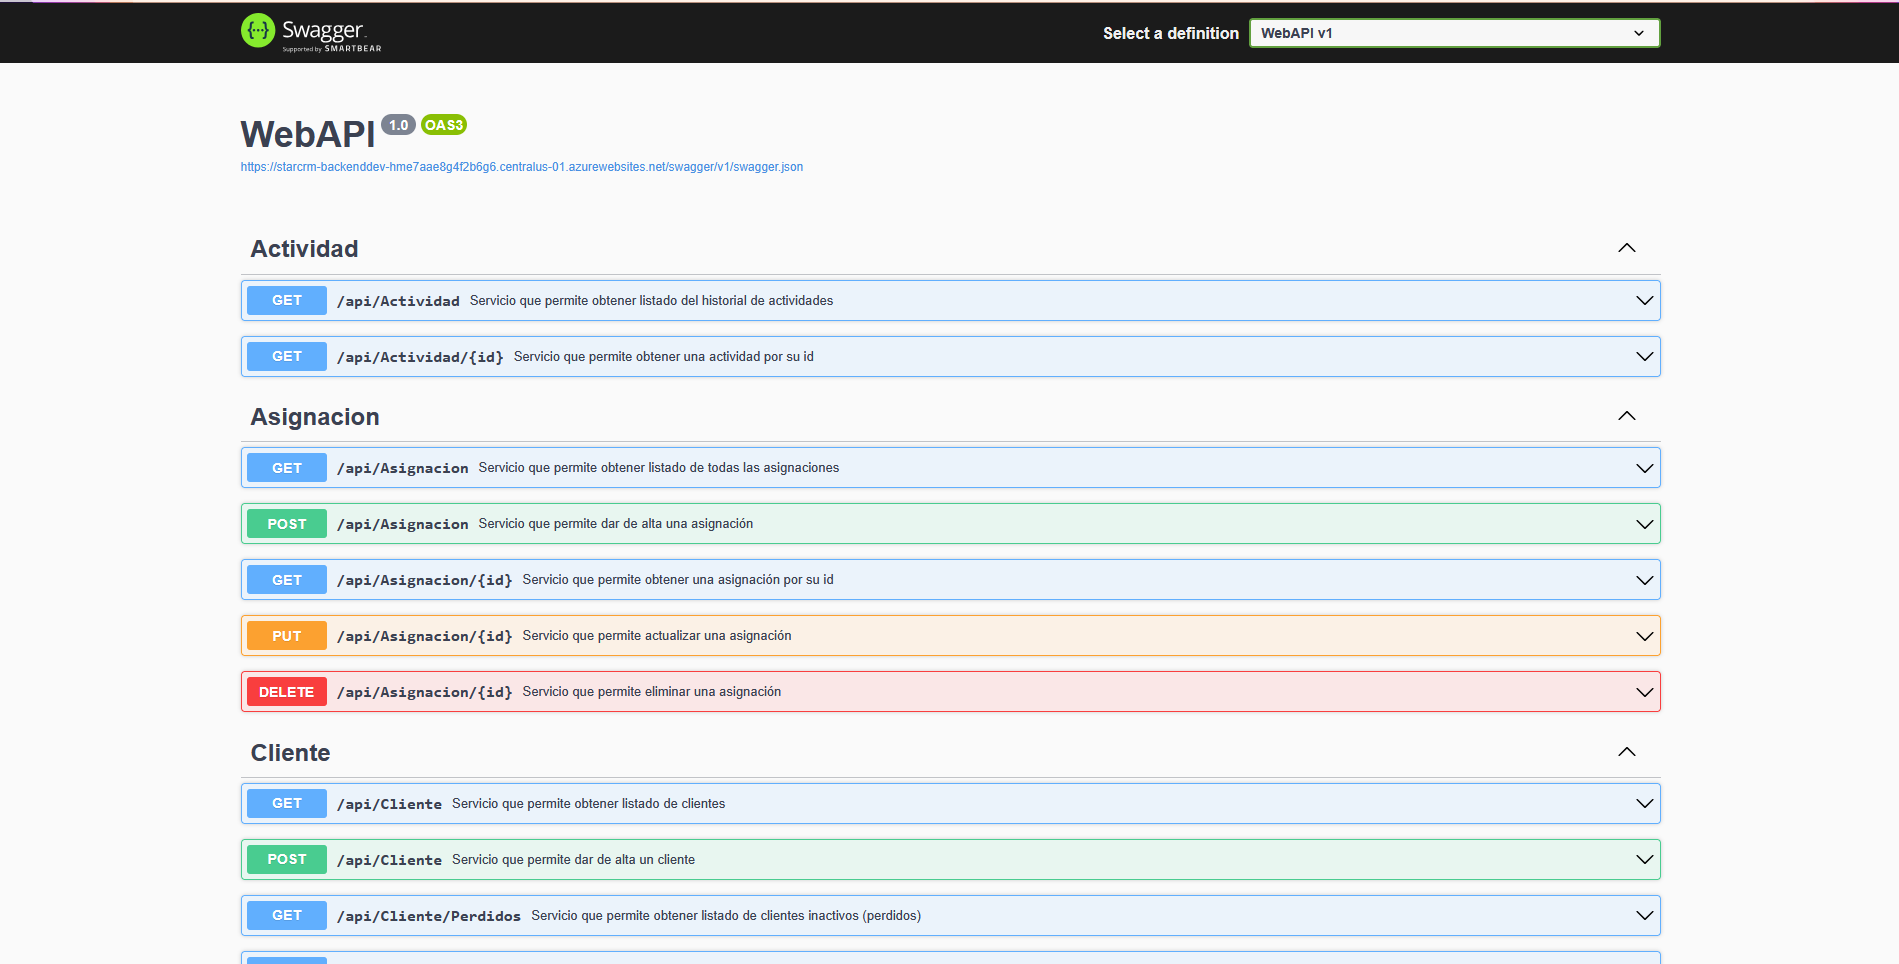 {···} Swagger.
Supported by SMARTBEAR
Select a definition
WebAPI v1
WebAPI 1.0 OAS3
https://starcrm-backenddev-hme7aae8g4f2b6g6.centralus-01.azurewebsites.net/swagger/v1/swagger.json
Actividad
GET /api/Actividad Servicio que permite obtener listado del historial de actividades
GET /api/Actividad/{id} Servicio que permite obtener una actividad por su id
Asignacion
GET /api/Asignacion Servicio que permite obtener listado de todas las asignaciones
POST /api/Asignacion Servicio que permite dar de alta una asignación
GET /api/Asignacion/{id} Servicio que permite obtener una asignación por su id
PUT /api/Asignacion/{id} Servicio que permite actualizar una asignación
DELETE /api/Asignacion/{id} Servicio que permite eliminar una asignación
Cliente
GET /api/Cliente Servicio que permite obtener listado de clientes
POST /api/Cliente Servicio que permite dar de alta un cliente
GET /api/Cliente/Perdidos Servicio que permite obtener listado de clientes inactivos (perdidos)